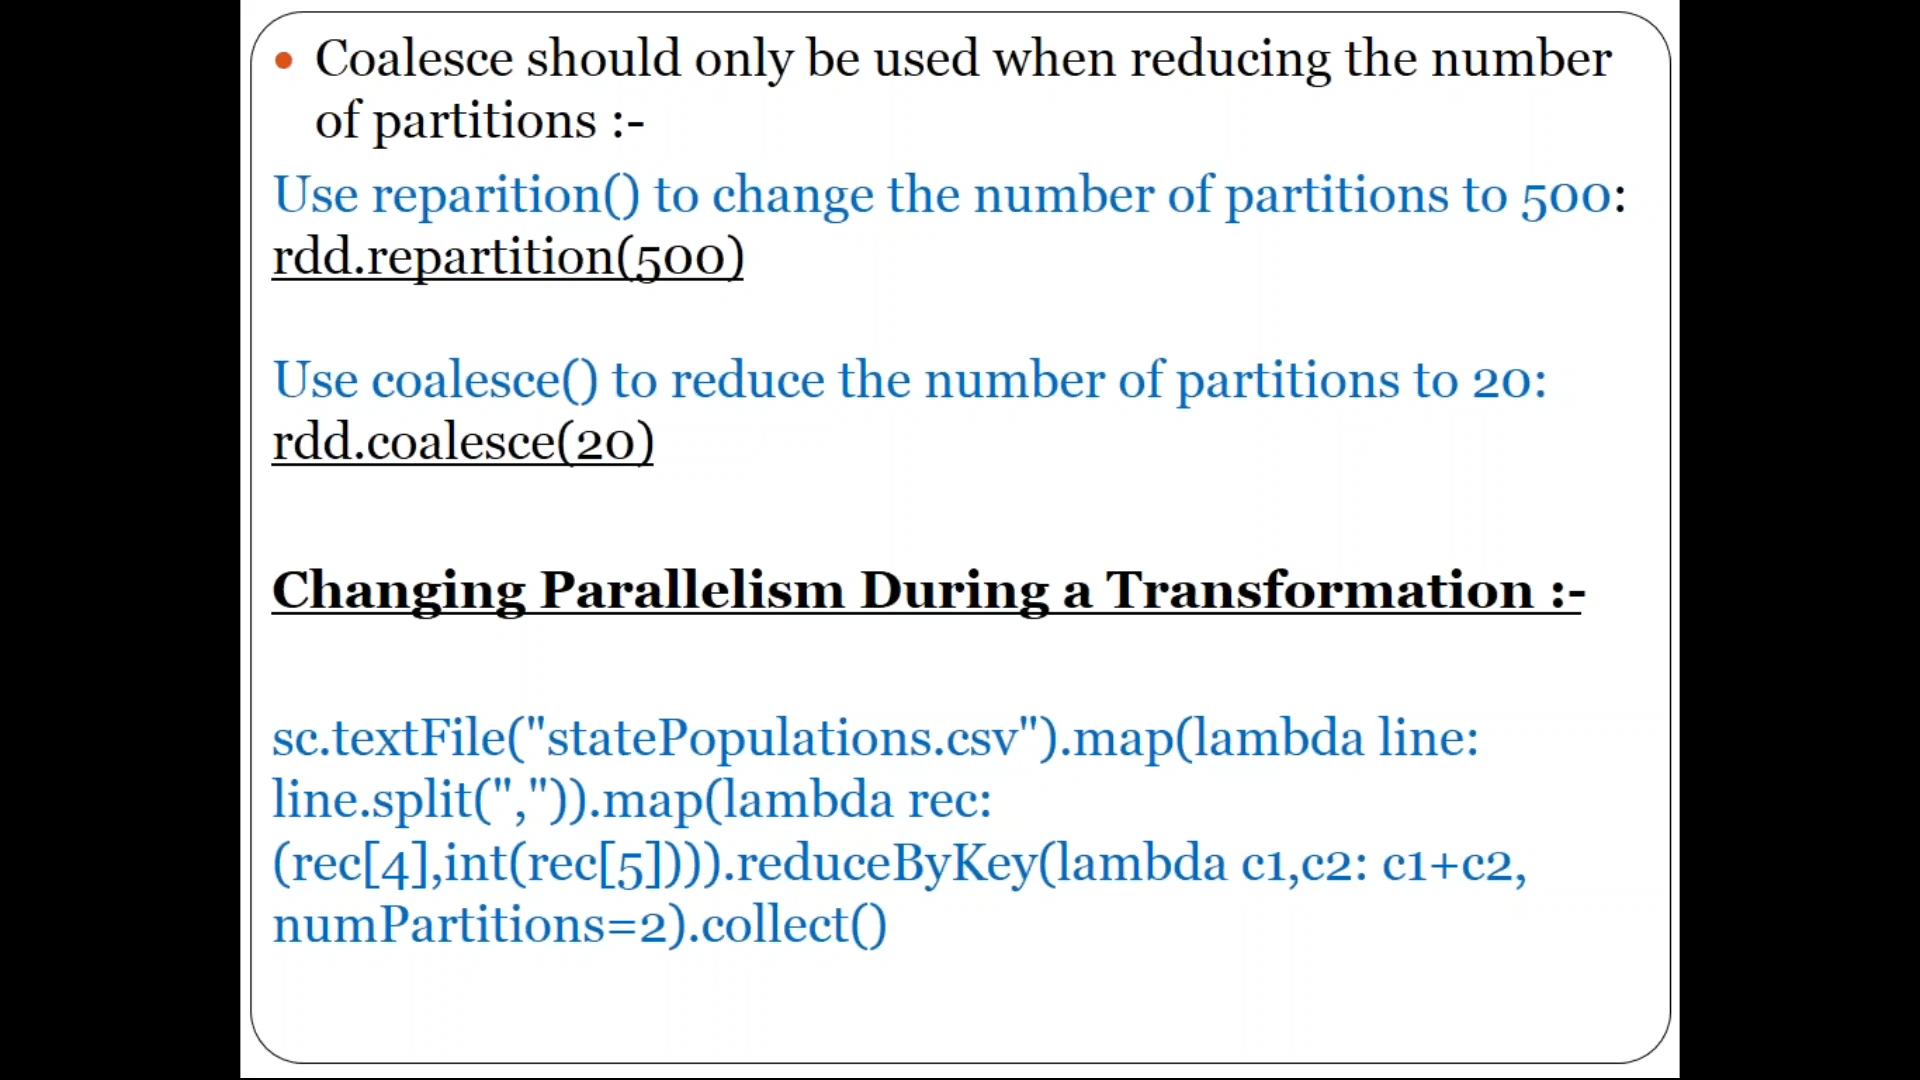 • Coalesce should only be used when reducing the number
of partitions :-
Use reparition() to change the number of partitions to 500:
rdd.repartition(500)
Use coalesce() to reduce the number of partitions to 20:
rdd.coalesce(20)
Changing Parallelism During a Transformation :-
sc.textFile("statePopulations.csv").map(lambda line:
line.split(",")).map(lambda rec:
(rec[4],int(rec[5]))).reduceByKey(lambda c1,c2: c1+c2,
numPartitions=2).collect()